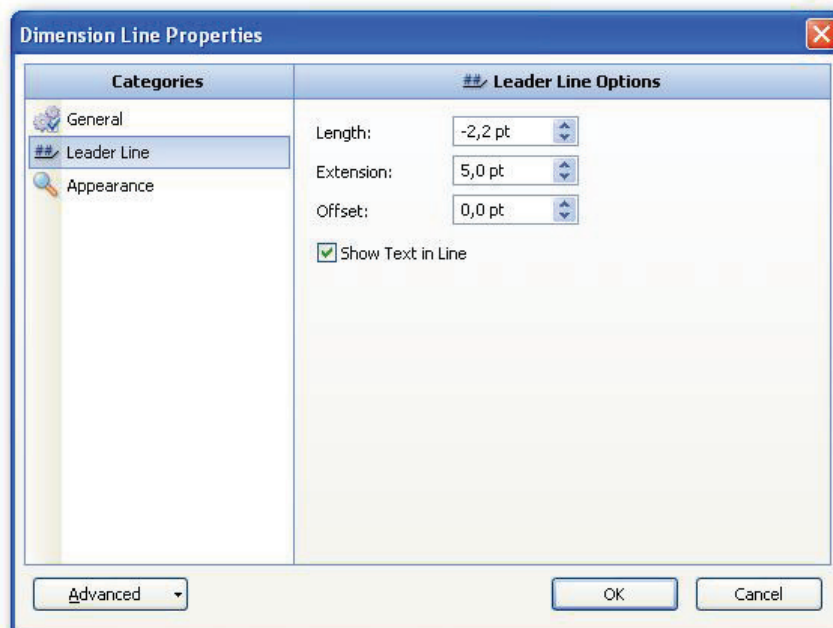 Dimension Line Properties
Categories
General
Leader Line
Appearance
Leader Line Options
Length: -2,2 pt
Extension: 5,0 pt
Offset: 0,0 pt
Show Text in Line
Advanced
OK
Cancel